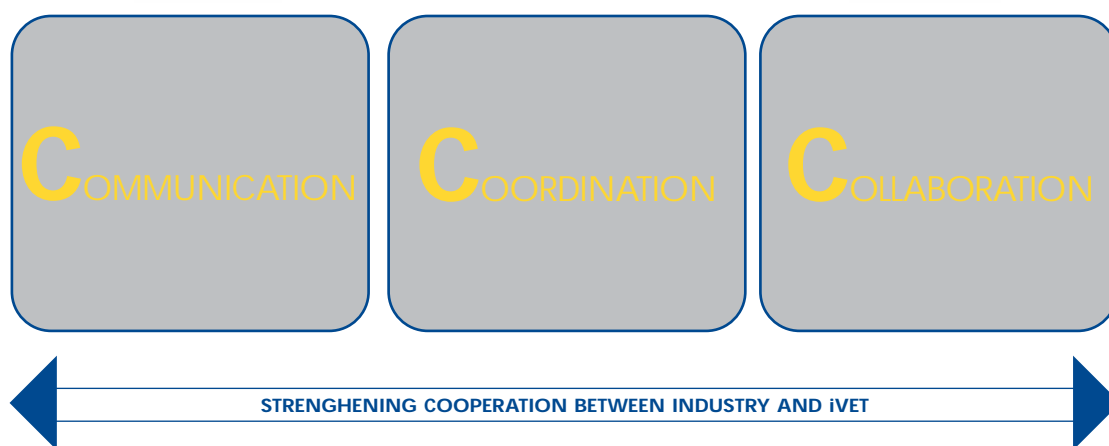 COMMUNICATION
COORDINATION
COLLABORATION
STRENGHENING COOPERATION BETWEEN INDUSTRY AND iVET